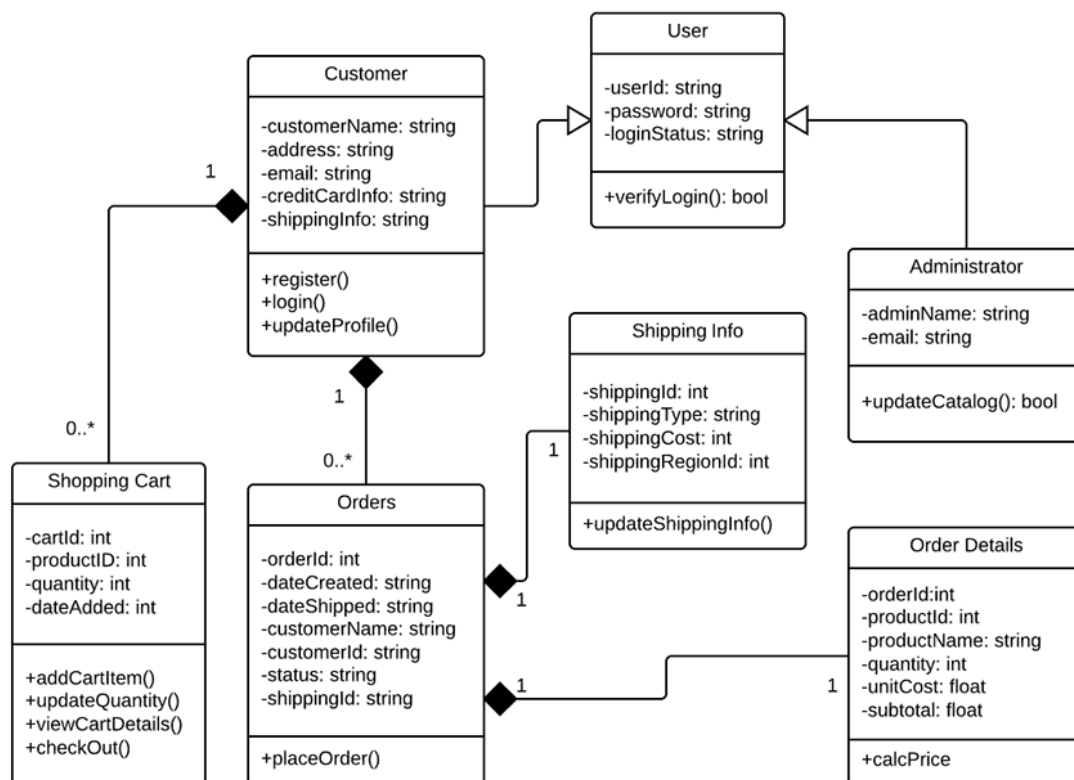 User
-userId: string
-password: string
-loginStatus: string
+verifyLogin(): bool
Customer
-customerName: string
-address: string
-email: string
-creditCardInfo: string
-shippingInfo: string
+register()
+login()
+updateProfile()
1
0..*
1
0..*
Administrator
-adminName: string
-email: string
+updateCatalog(): bool
Shipping Info
-shippingId: int
-shippingType: string
-shippingCost: int
-shippingRegionId: int
+updateShippingInfo()
1
1
Shopping Cart
-cartId: int
-productID: int
-quantity: int
-dateAdded: int
+addCartItem()
+updateQuantity()
+viewCartDetails()
+checkOut()
Orders
-orderId: int
-dateCreated: string
-dateShipped: string
-customerName: string
-customerId: string
-status: string
-shippingId: string
+placeOrder()
1
1
Order Details
-orderId:int
-productId: int
-productName: string
-quantity: int
-unitCost: float
-subtotal: float
+calcPrice